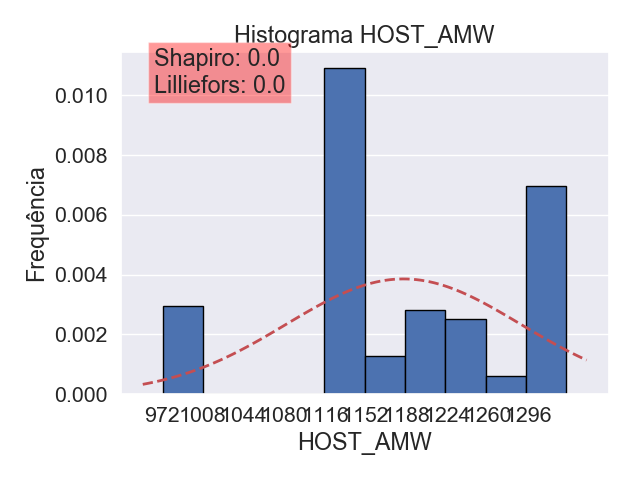 Histograma HOST_AMW
Shapiro: 0.0
Lilliefors: 0.0
0.010
0.008
0.006
0.004
0.002
0.000
Frequência
972 1008 1044 1080 1116 1152 1188 1224 1260 1296
HOST_AMW